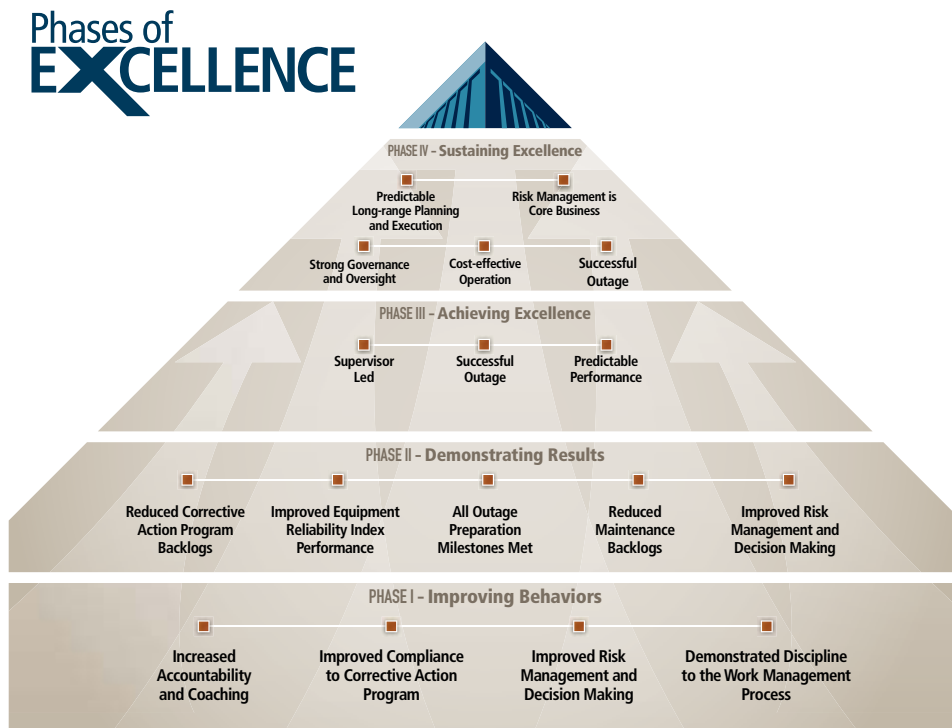 Phases of
EXCELLENCE
PHASE IV – Sustaining Excellence
Predictable
Long-range Planning
and Execution
Risk Management is
Core Business
Strong Governance
and Oversight
Cost-effective
Operation
Successful
Outage
PHASE III – Achieving Excellence
Supervisor
Led
Successful
Outage
Predictable
Performance
PHASE II – Demonstrating Results
Reduced Corrective
Action Program
Backlogs
Improved Equipment
Reliability Index
Performance
All Outage
Preparation
Milestones Met
Reduced
Maintenance
Backlogs
Improved Risk
Management and
Decision Making
PHASE I – Improving Behaviors
Increased
Accountability
and Coaching
Improved Compliance
to Corrective Action
Program
Improved Risk
Management and
Decision Making
Demonstrated Discipline
to the Work Management
Process